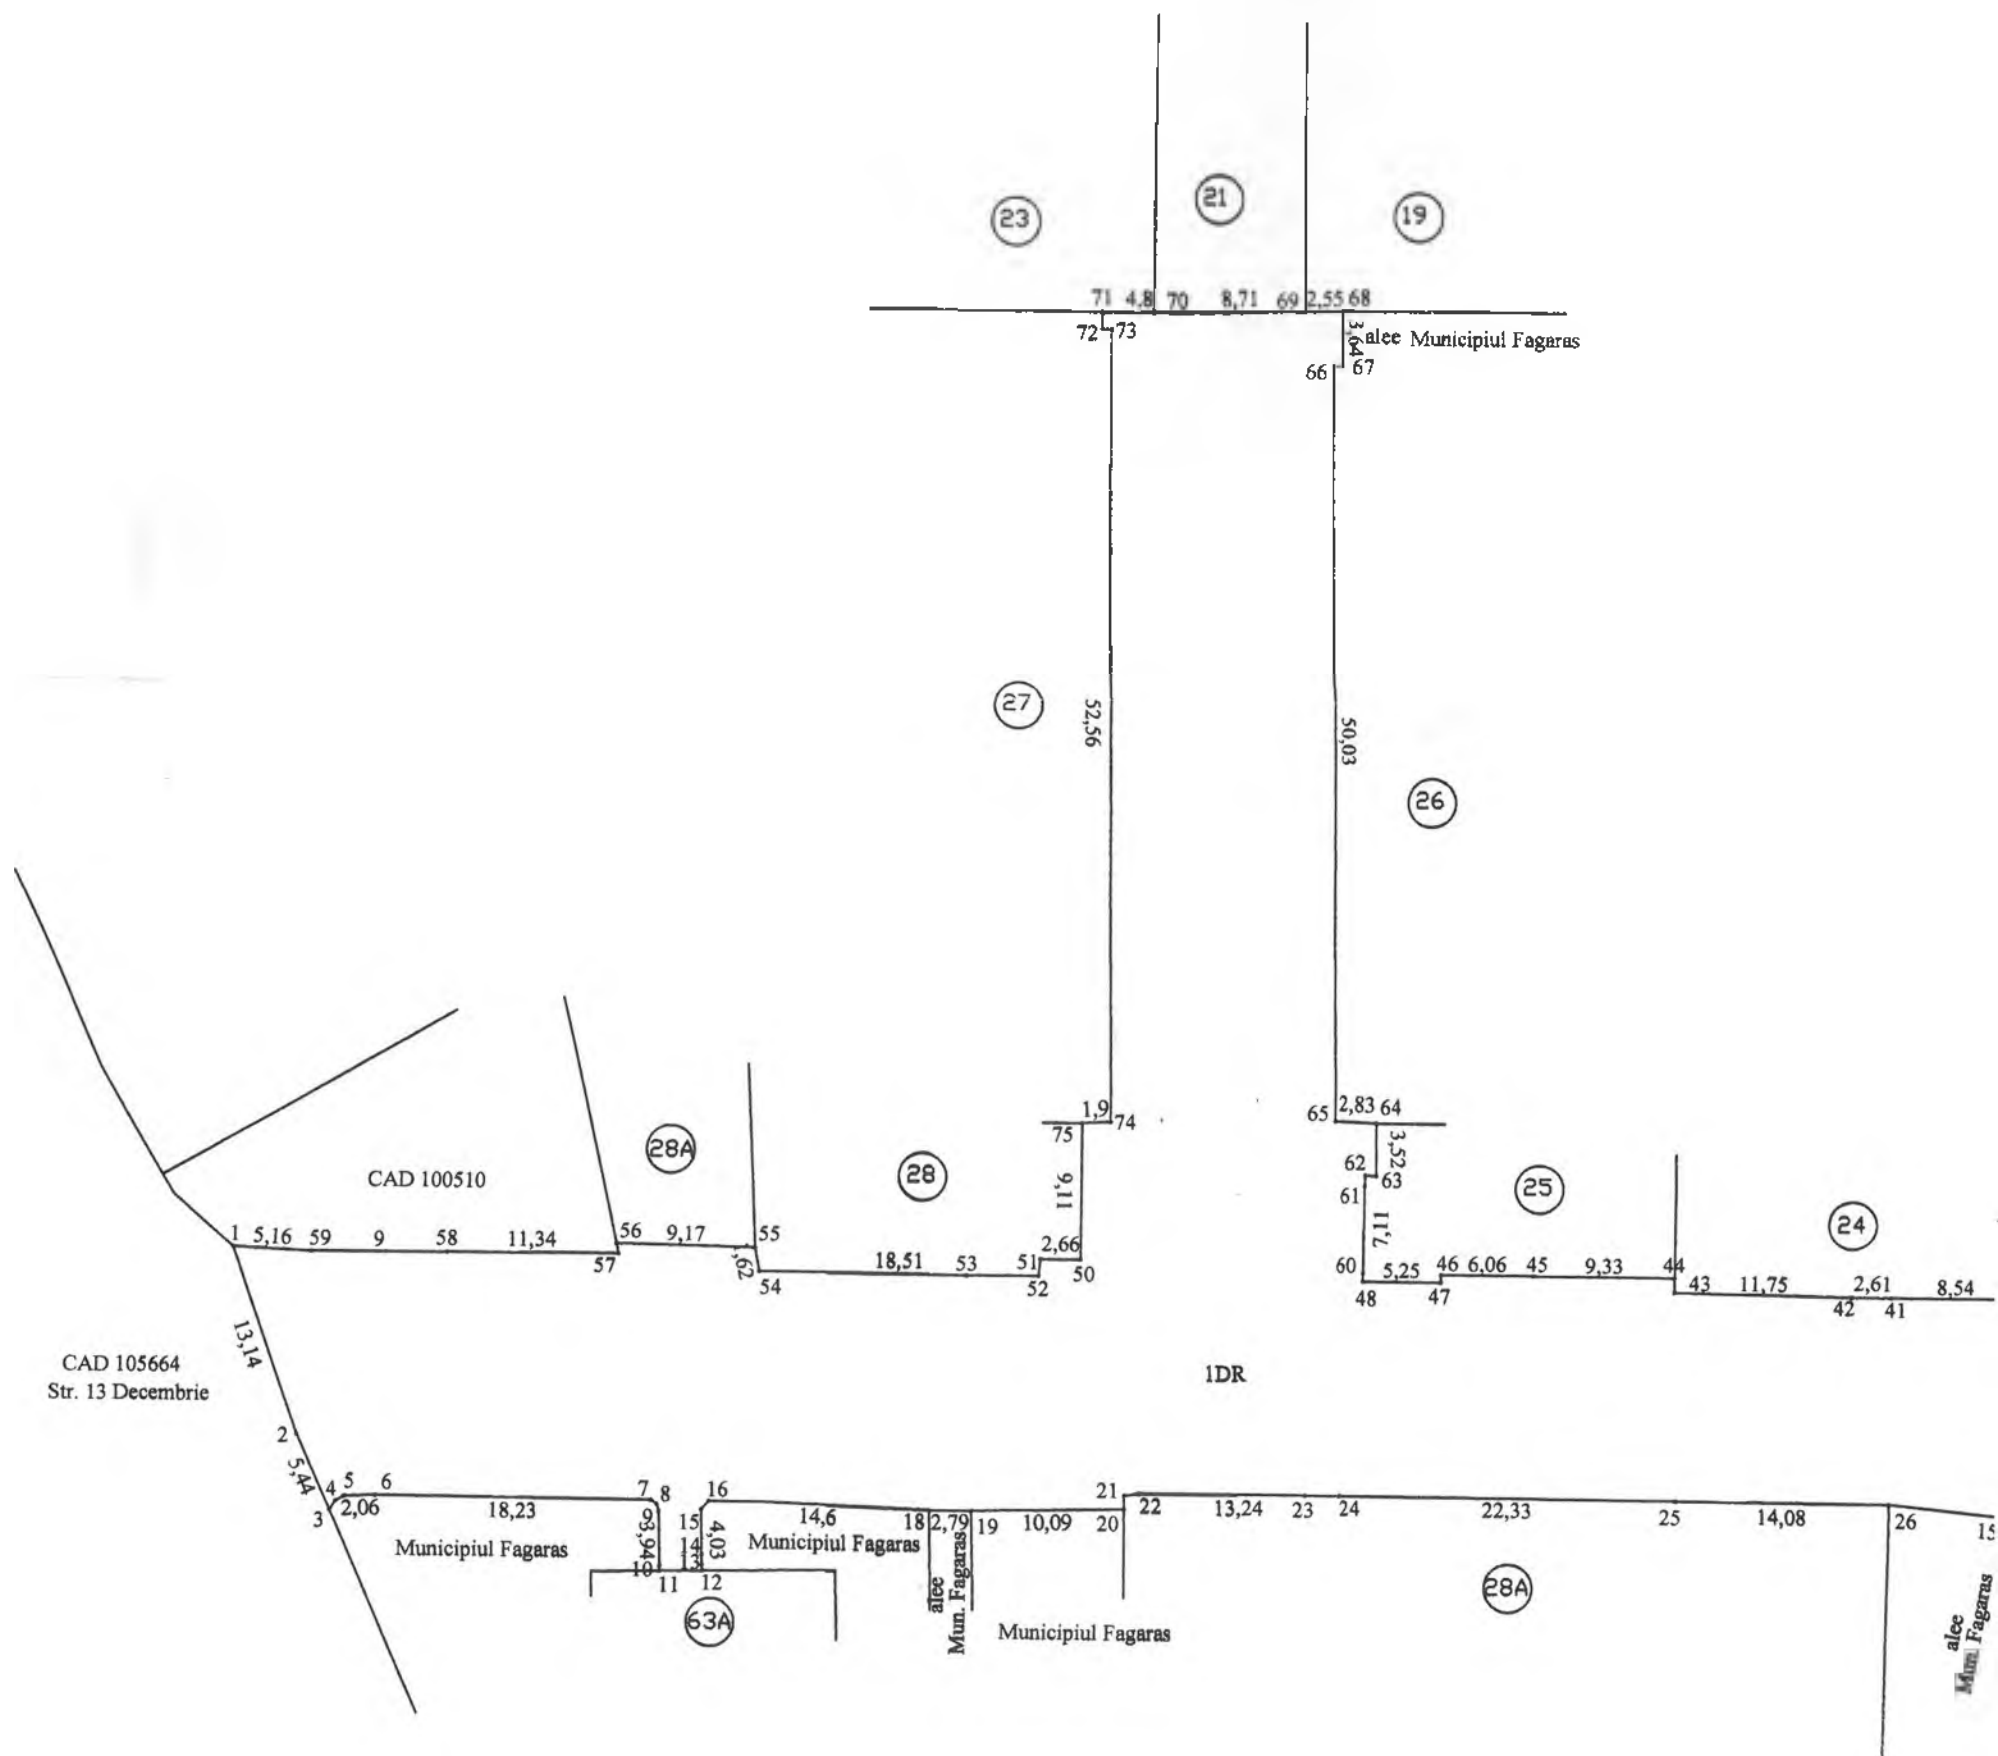 21
23
19
71 4,8 70 8,71 69 2,55 68
72 73
3,64
alee Municipiul Fagaras
66 67
27
52,56
50,03
26
1,9
74
75
65 2,83 64
3,52
62
63
61
28A
28
CAD 100510
9,11
25
24
7,11
1 5,16 59 9 58 11,34
56 9,17 55
57
,62
54
18,51 53 51 2,66
52 50
60 5,25 46 6,06 45 9,33 44
48 47
43 11,75 2,61 8,54
42 41
13,14
CAD 105664
Str. 13 Decembrie
1DR
2
5,44
4 5 6
3 2,06 18,23
7 8
9
3,94
10
11
16
15
14
13
12
4,03
14,6
18 2,79 19 10,09 20
21
22 13,24 23 24 22,33 25 14,08 26 15
Municipiul Fagaras
Municipiul Fagaras
63A
alee
Mun. Fagaras
Municipiul Fagaras
28A
alee
Mun. Fagaras